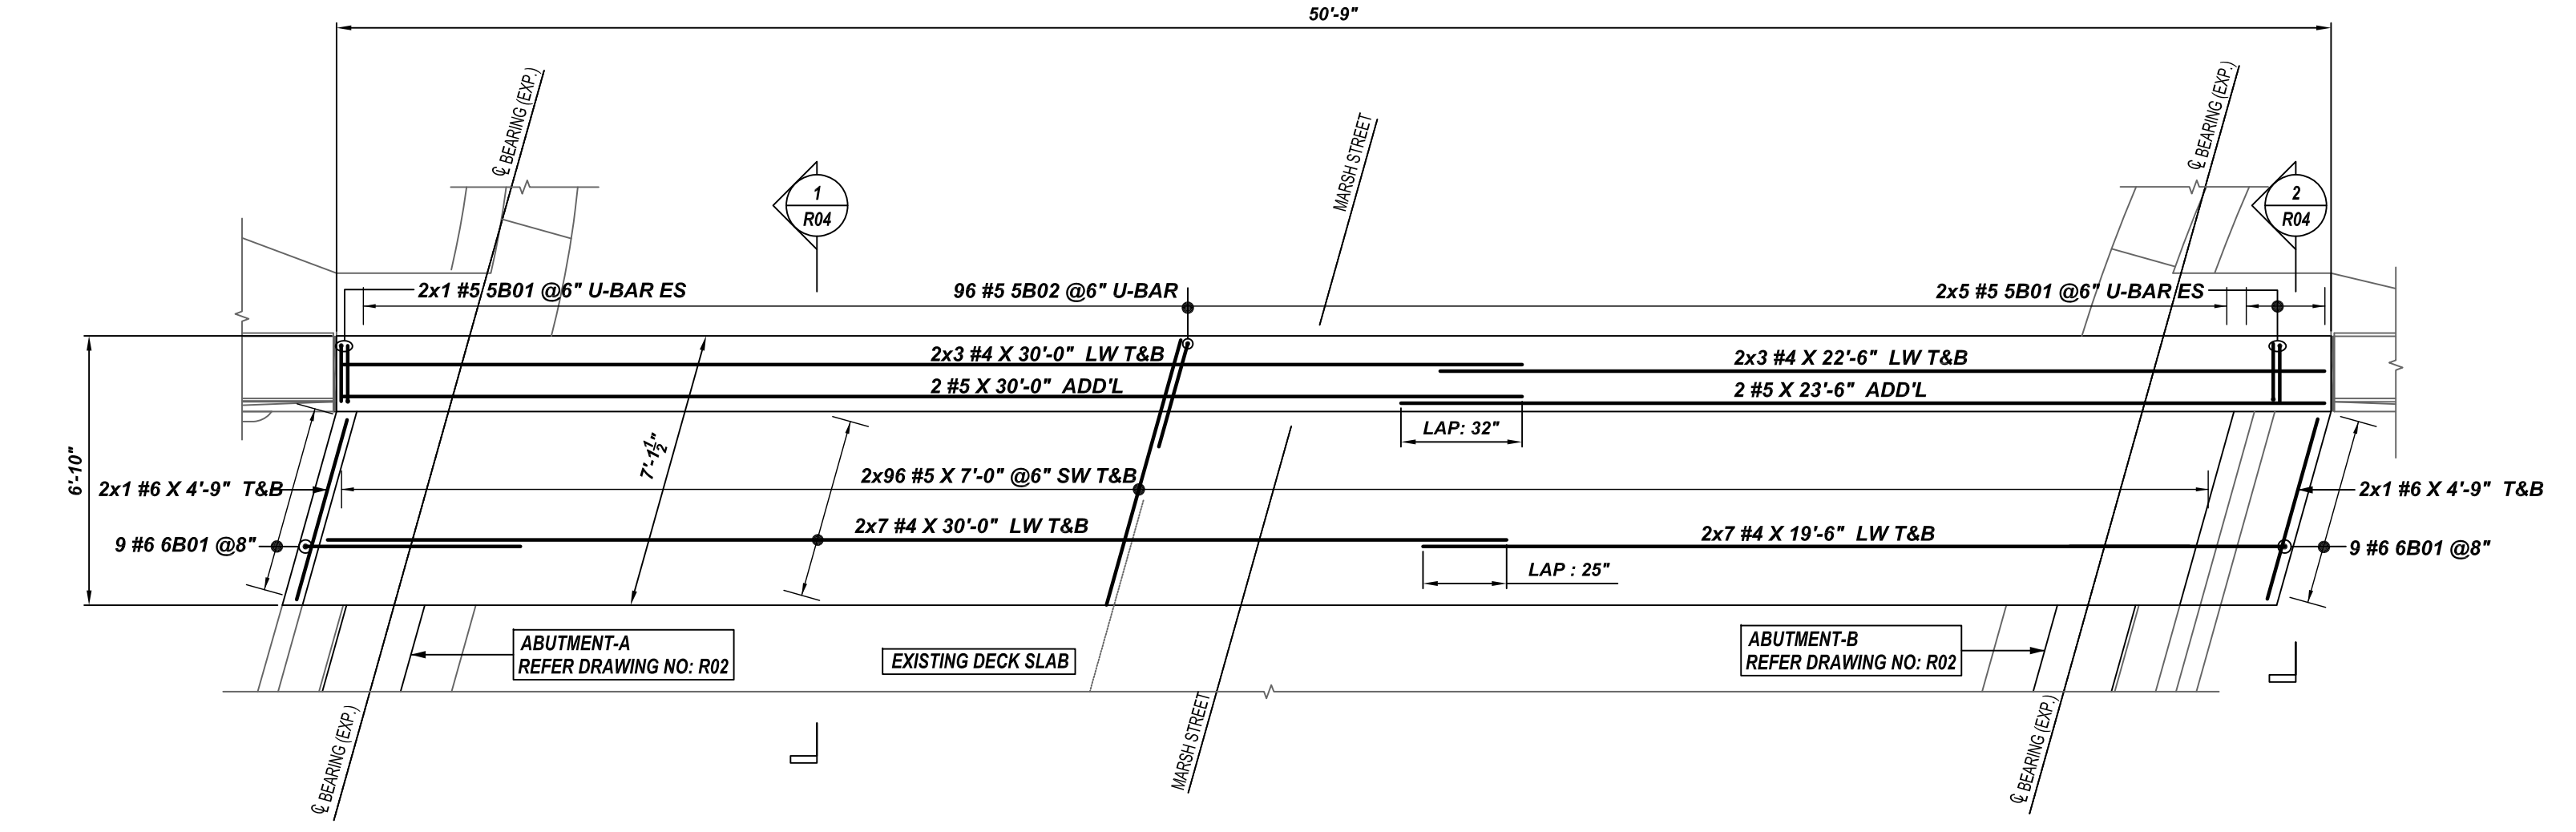 50'-9"
℄ BEARING (EXP.)
℄ BEARING (EXP.)
MARSH STREET
1
R04
2
R04
2x1 #5 5B01 @6" U-BAR ES
96 #5 5B02 @6" U-BAR
2x5 #5 5B01 @6" U-BAR ES
2x3 #4 X 30'-0" LW T&B
2x3 #4 X 22'-6" LW T&B
2 #5 X 30'-0" ADD'L
2 #5 X 23'-6" ADD'L
LAP: 32"
6'-10"
7'-1½"
2x1 #6 X 4'-9" T&B
2x96 #5 X 7'-0" @6" SW T&B
2x1 #6 X 4'-9" T&B
2x7 #4 X 30'-0" LW T&B
2x7 #4 X 19'-6" LW T&B
9 #6 6B01 @8"
9 #6 6B01 @8"
LAP : 25"
ABUTMENT-A
REFER DRAWING NO: R02
EXISTING DECK SLAB
ABUTMENT-B
REFER DRAWING NO: R02
℄ BEARING (EXP.)
MARSH STREET
℄ BEARING (EXP.)